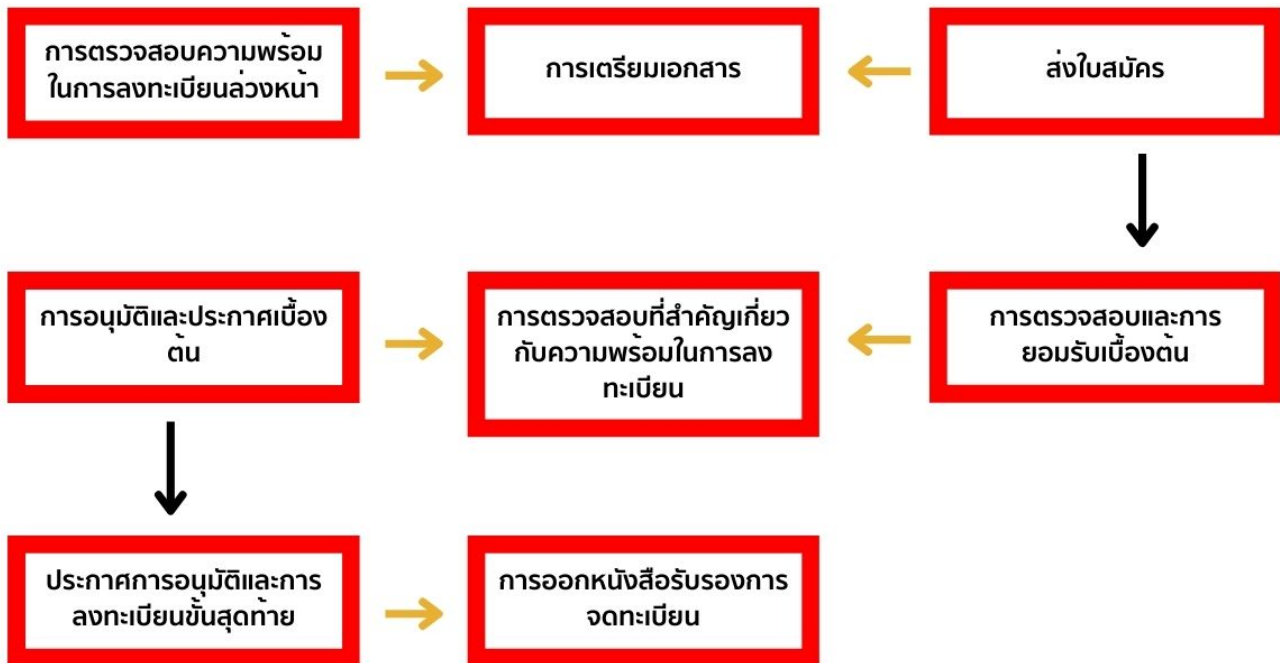 การตรวจสอบความพร้อม
ในการลงทะเบียนล่วงหน้า
การเตรียมเอกสาร
ส่งใบสมัคร
การอนุมัติและประกาศเบื้อง
ต้น
การตรวจสอบที่สำคัญเกี่ยว
กับความพร้อมในการลง
ทะเบียน
การตรวจสอบและการ
ยอมรับเบื้องต้น
ประกาศการอนุมัติและการ
ลงทะเบียนขั้นสุดท้าย
การออกหนังสือรับรองการ
จดทะเบียน